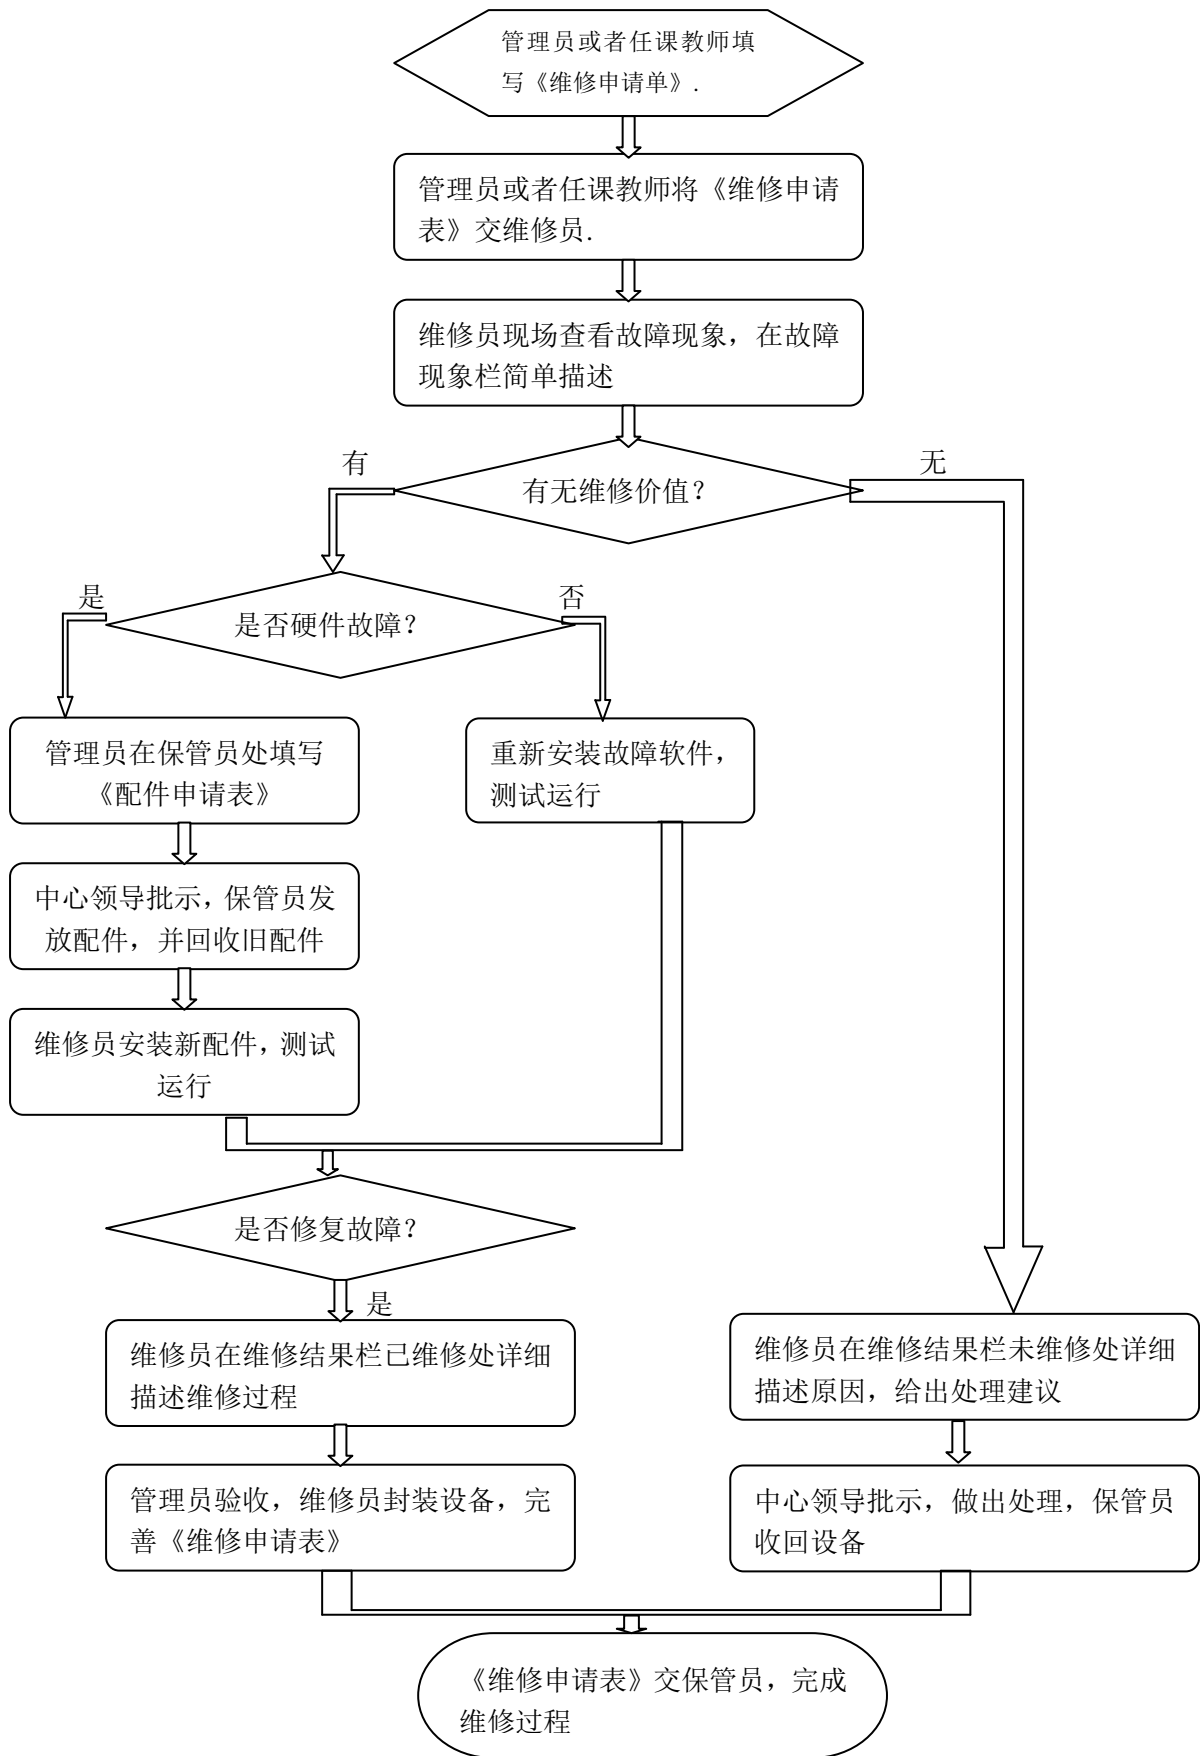 管理员或者任课教师填
写《维修申请单》.
管理员或者任课教师将《维修申请
表》交维修员.
维修员现场查看故障现象，在故障
现象栏简单描述
有
无
有无维修价值？
是
否
是否硬件故障？
管理员在保管员处填写
《配件申请表》
重新安装故障软件，
测试运行
中心领导批示，保管员发
放配件，并回收旧配件
维修员安装新配件，测试
运行
是否修复故障？
是
维修员在维修结果栏已维修处详细
描述维修过程
维修员在维修结果栏未维修处详细
描述原因，给出处理建议
管理员验收，维修员封装设备，完
善《维修申请表》
中心领导批示，做出处理，保管员
收回设备
《维修申请表》交保管员，完成
维修过程